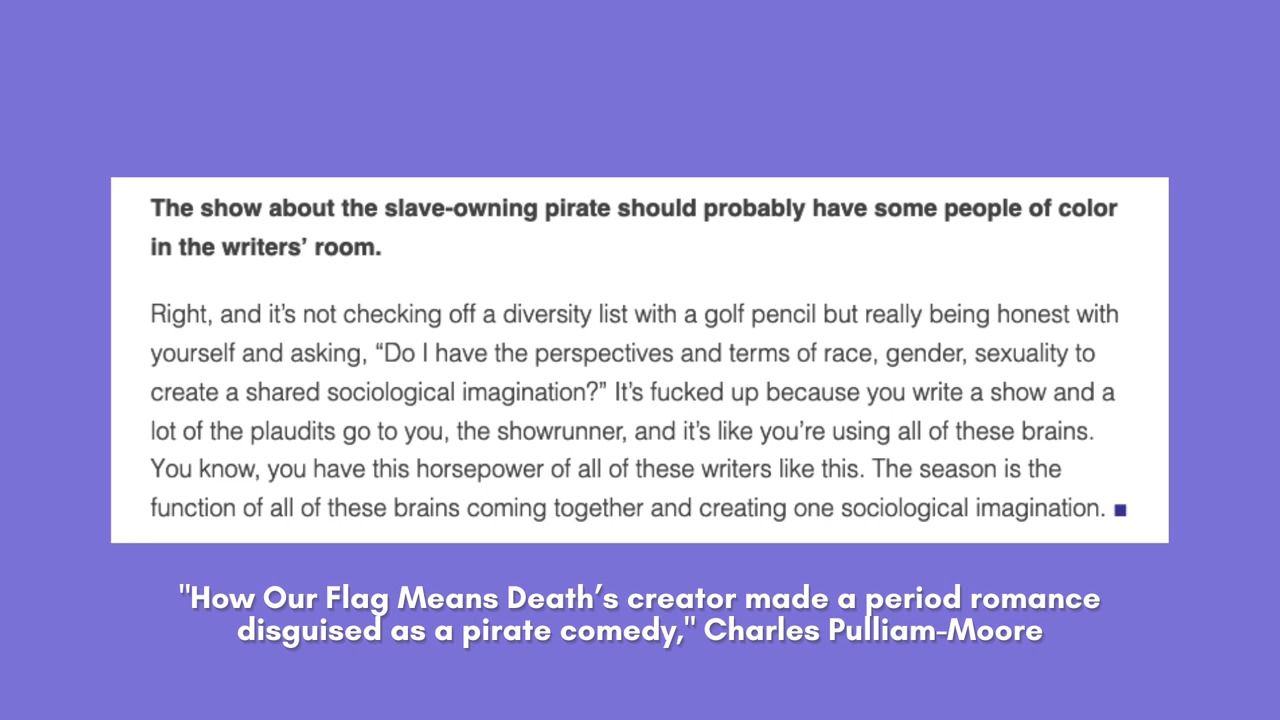 The show about the slave-owning pirate should probably have some people of color
in the writers’ room.
Right, and it’s not checking off a diversity list with a golf pencil but really being honest with
yourself and asking, “Do I have the perspectives and terms of race, gender, sexuality to
create a shared sociological imagination?” It’s fucked up because you write a show and a
lot of the plaudits go to you, the showrunner, and it’s like you’re using all of these brains.
You know, you have this horsepower of all of these writers like this. The season is the
function of all of these brains coming together and creating one sociological imagination.
"How Our Flag Means Death’s creator made a period romance
disguised as a pirate comedy," Charles Pulliam-Moore